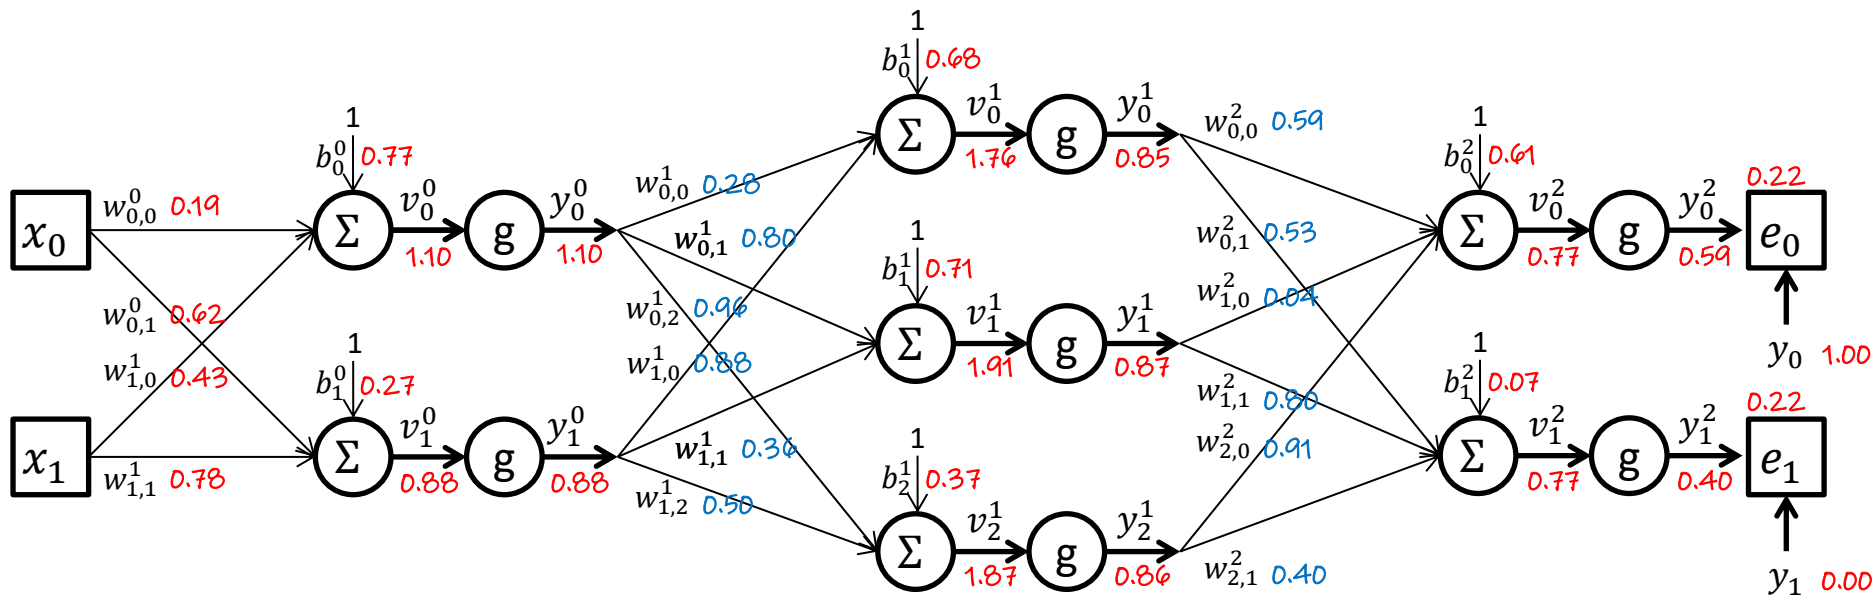 1
b_0^1 0.68
v_0^1 y_0^1
Σ g
1.76 0.85
w_{0,0}^2 0.59
1
b_0^0 0.77
1
b_0^2 0.61
x_0
w_{0,0}^0 0.19
v_0^0 y_0^0
Σ g
1.10 1.10
w_{0,0}^1 0.28
w_{0,1}^1 0.80
w_{0,1}^2 0.53
v_0^2 y_0^2
Σ g
0.77 0.59
0.22
e_0
y_0 1.00
1
b_1^1 0.71
w_{0,1}^0 0.62
w_{0,2}^1 0.96
w_{1,0}^2 0.04
v_1^1 y_1^1
Σ g
1.91 0.87
w_{1,0}^1 0.43
w_{1,0}^1 0.88
w_{1,1}^2 0.80
1
b_1^0 0.27
1
b_1^2 0.07
x_1
w_{1,1}^1 0.78
v_1^0 y_1^0
Σ g
0.88 0.88
w_{1,1}^1 0.36
w_{1,2}^1 0.50
w_{2,0}^2 0.91
v_1^2 y_1^2
Σ g
0.77 0.40
0.22
e_1
y_1 0.00
1
b_2^1 0.37
v_2^1 y_2^1
Σ g
1.87 0.86
w_{2,1}^2 0.40